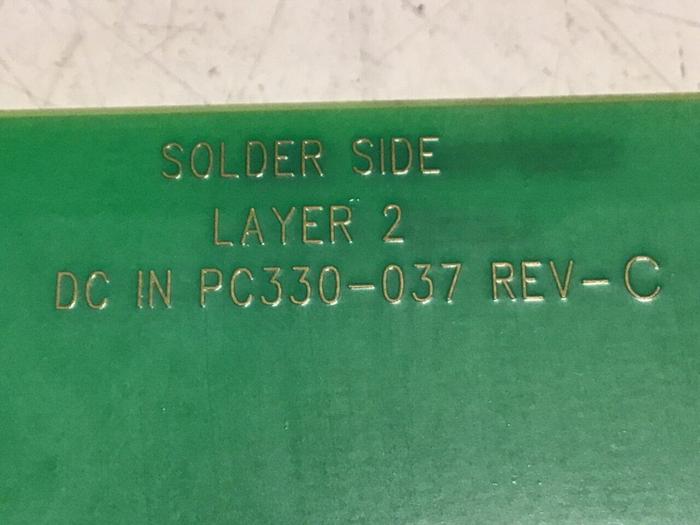 SOLDER SIDE
LAYER 2
DC IN PC330-037 REV-C